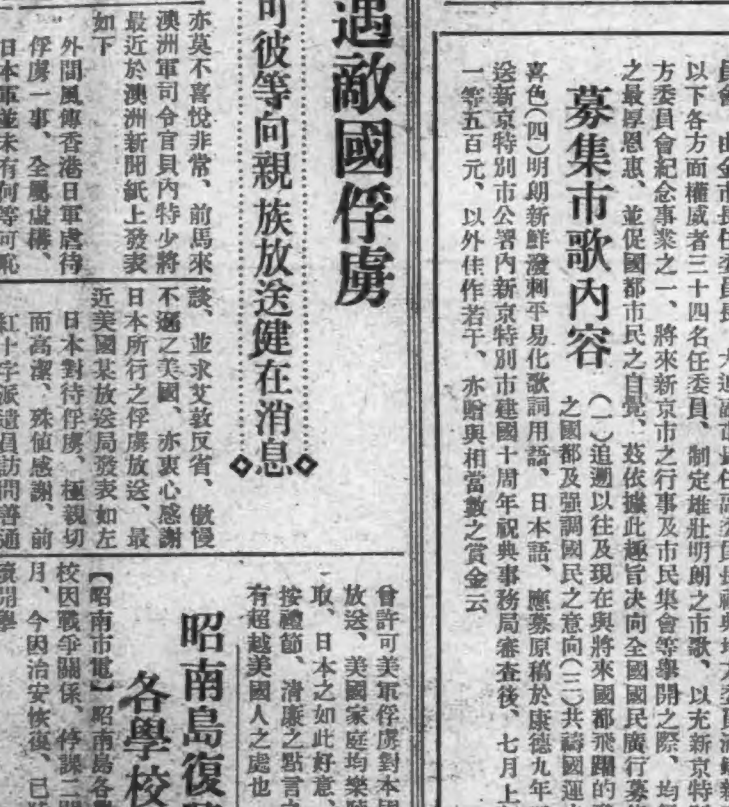 以下各方面權威者三十四名任委員、制定雄壯明朗之市歌、以充新京特
方委員會紀念事業之一、將來新京市之行事及市民集會等舉開之際、均
之最厚恩惠、並促國都市民之自覺、茲依據此趣旨決向全國國民廣行募
募集市歌內容
（一）追溯以往及現在與將來國都飛躍的
之國都及强調國民之意向（三）共禱國運
喜色（四）明朗新鮮潑剌平易化歌詞用語、日本語、應募原稿於康德九年
送新京特別市公署內新京特別市建國十周年祝典事務局審查後、七月上
一等五百元、以外佳作若干、亦贈與相當數之賞金云
遇敵國俘虜
可彼等向親族放送健在消息
亦莫不喜悅非常、前馬來
澳洲軍司令官貝內特少將
最近於澳洲新聞紙上發表
如下
外間風傳香港日軍虐待
俘虜一事、全屬虛構、
日本軍並未有何等可恥
談、並求艾敦反省、傲慢
不遜之美國、亦衷心感謝
日本所行之俘虜放送、最
近美國某放送局發表如左
日本對待俘虜、極親切
而高潔、殊值感謝、前
紅十字派遣員訪問善通
曾許可美軍俘虜對本國
放送、美國家庭均樂聽
取、日本之如此好意、
按禮節、清廉之點言之
有超越美國人之處也
昭南島復
各學校
【昭南市電】昭南島各
校因戰爭關係、停課二
月、今因治安恢復、已